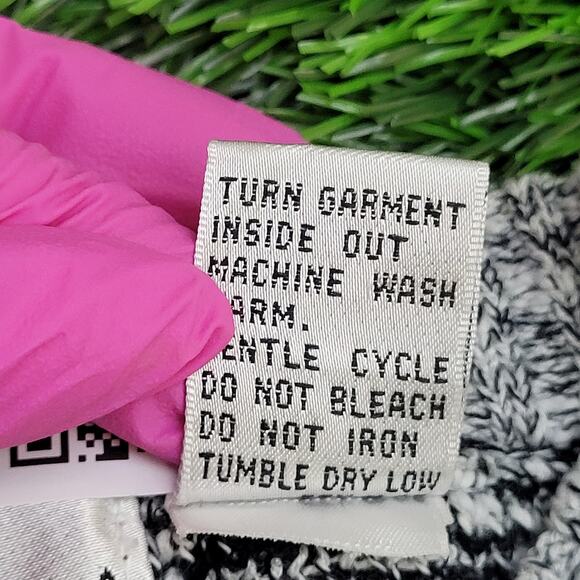 TURN GARMENT
INSIDE OUT
MACHINE WASH
ARM.
ENTLE CYCLE
DO NOT BLEACH
DO NOT IRON
TUMBLE DRY LOW